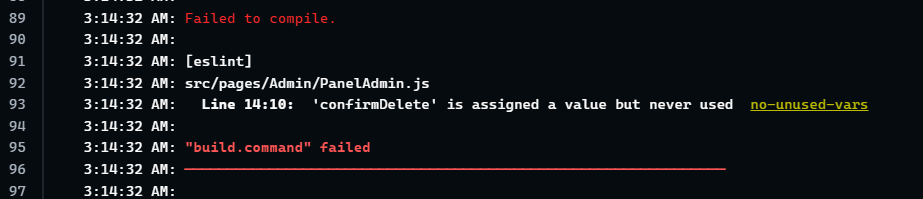 89 3:14:32 AM: Failed to compile.
90 3:14:32 AM:
91 3:14:32 AM: [eslint]
92 3:14:32 AM: src/pages/Admin/PanelAdmin.js
93 3:14:32 AM:   Line 14:10:  'confirmDelete' is assigned a value but never used  no-unused-vars
94 3:14:32 AM:
95 3:14:32 AM: "build.command" failed
96 3:14:32 AM: ────────────────────────────────────────────────────────────────
97 3:14:32 AM: